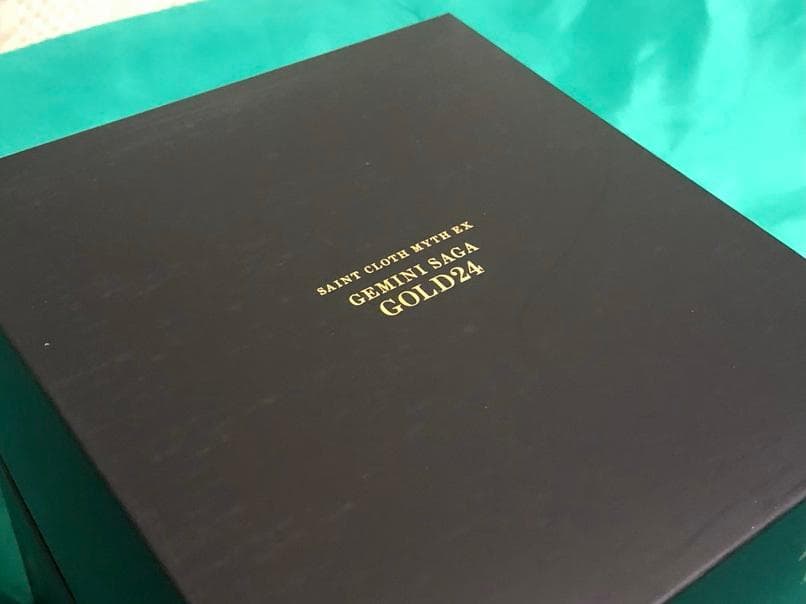 SAINT CLOTH MYTH EX
GEMINI SAGA
GOLD24